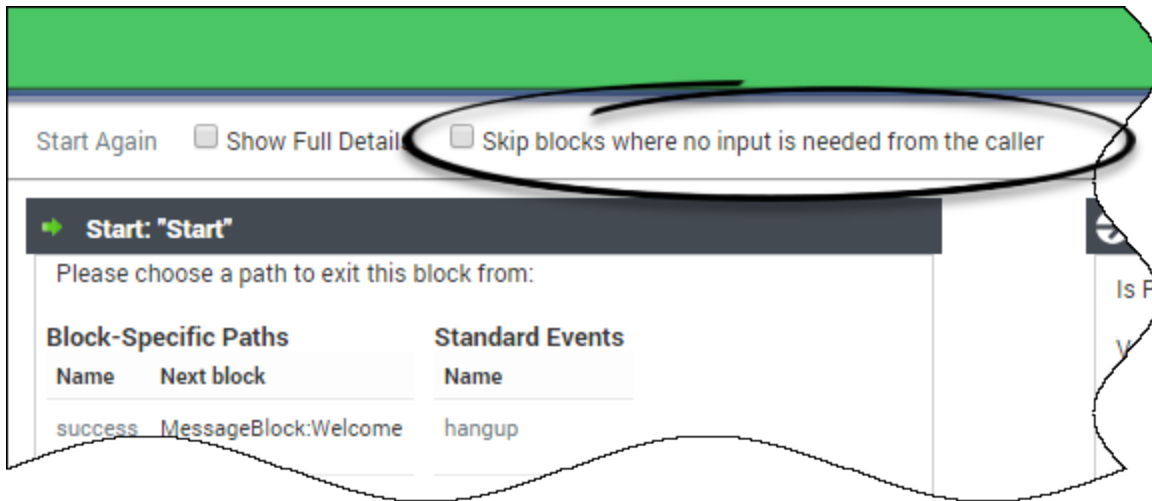 Start Again Show Full Detail Skip blocks where no input is needed from the caller
Start: "Start"
Please choose a path to exit this block from:
Is
Block-Specific Paths Standard Events
Name Next block Name
success MessageBlock:Welcome hangup